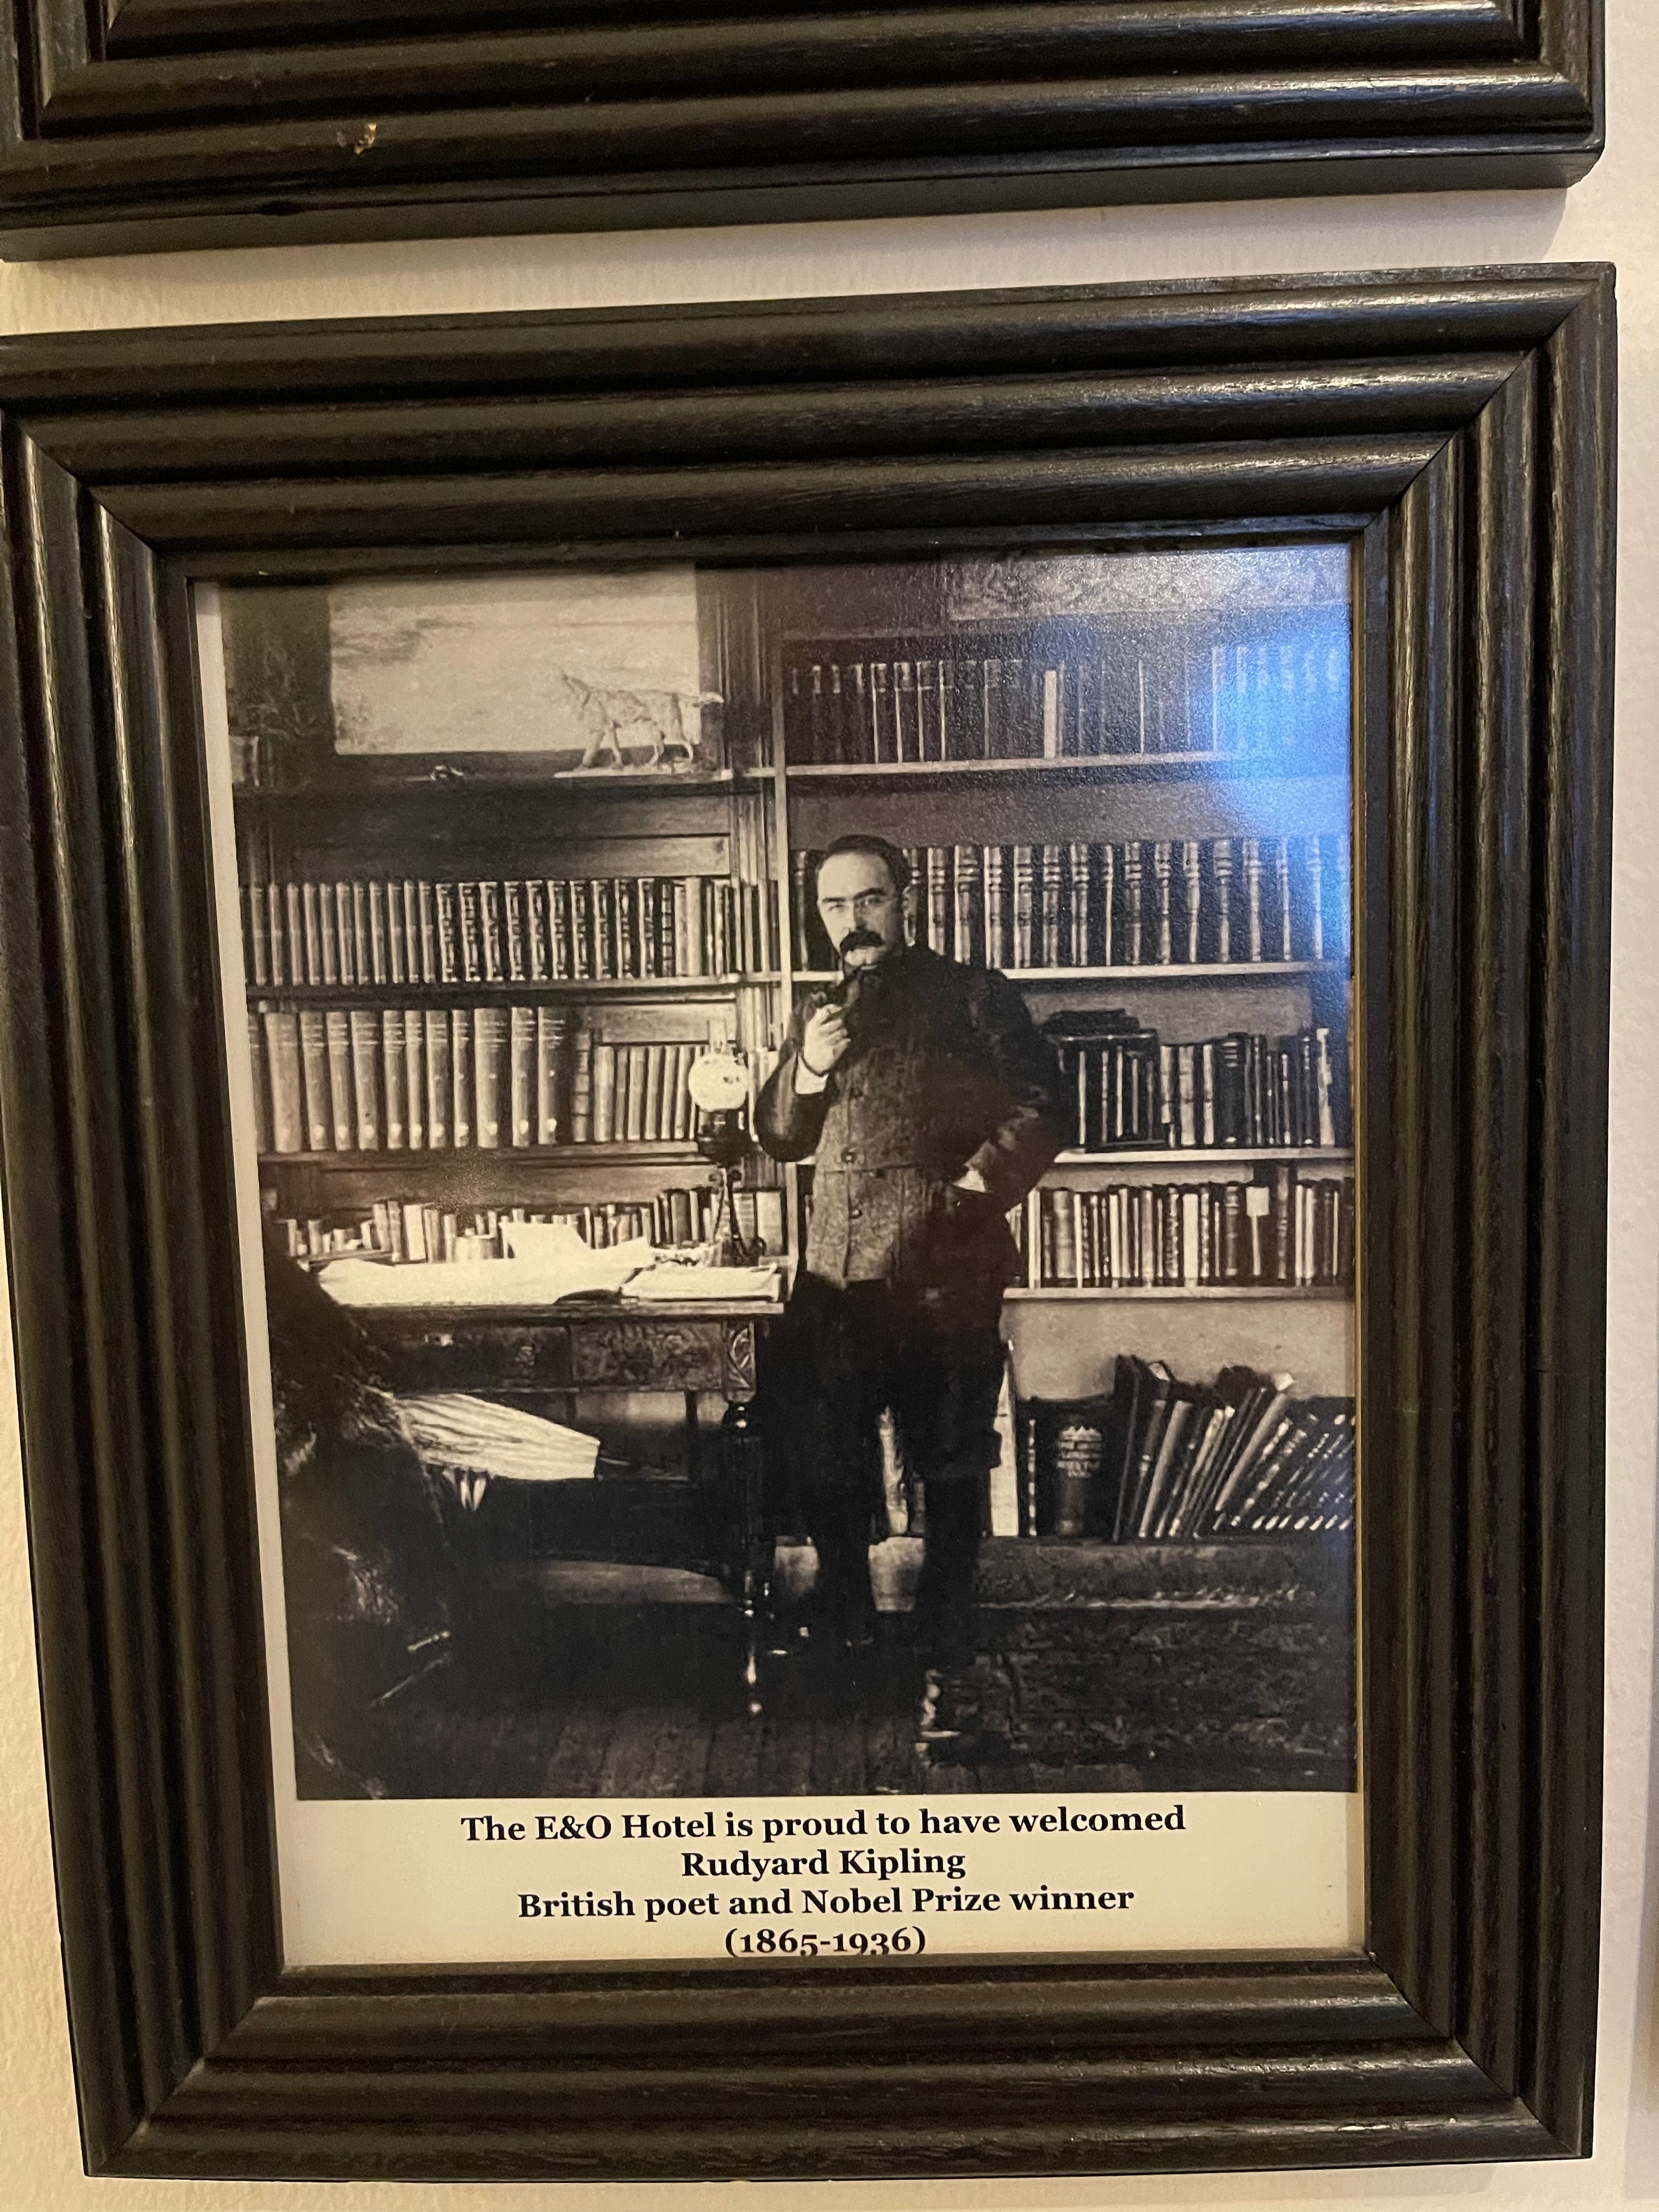 The E&O Hotel is proud to have welcomed
Rudyard Kipling
British poet and Nobel Prize winner
(1865-1936)